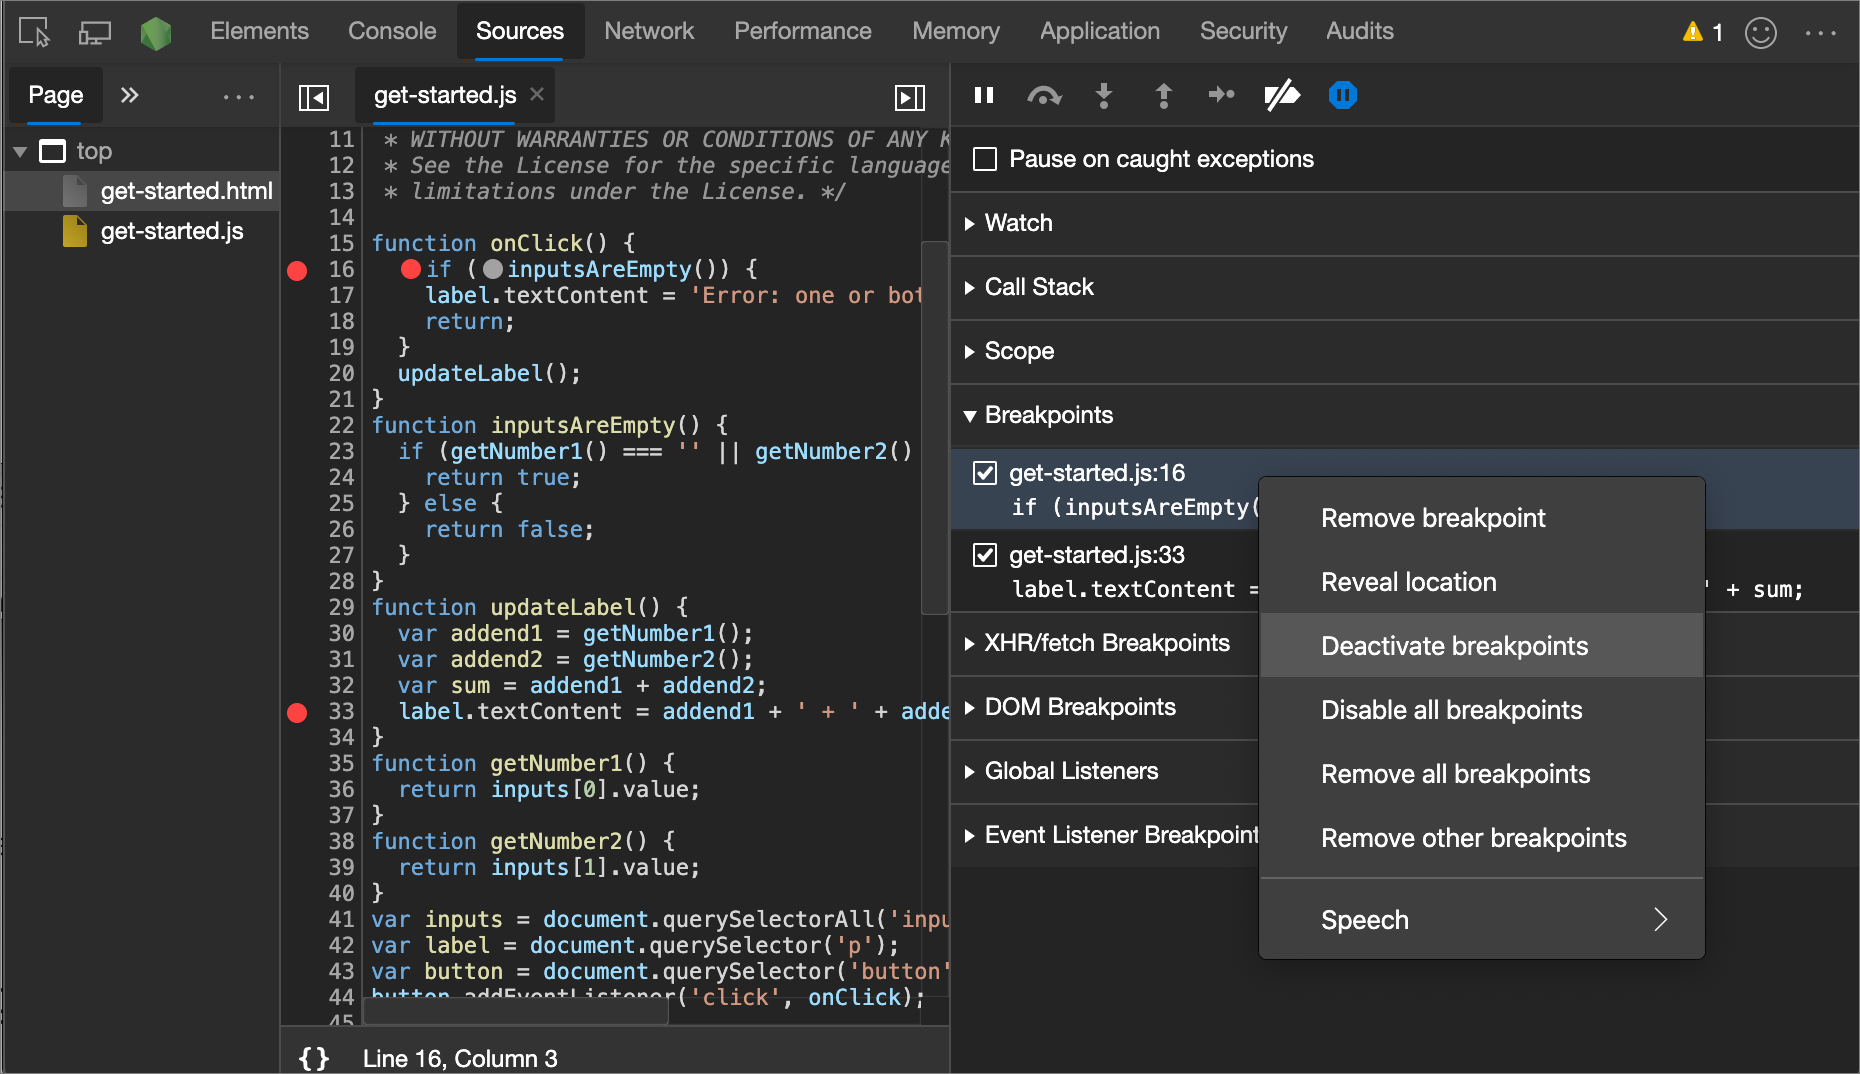 Elements Console Sources Network Performance Memory Application Security Audits 1
Page
top
get-started.html
get-started.js
get-started.js
11 * WITHOUT WARRANTIES OR CONDITIONS OF ANY K
12 * See the License for the specific language
13 * limitations under the License. */
14
15 function onClick() {
16 if (inputsAreEmpty()) {
17 label.textContent = 'Error: one or bot
18 return;
19 }
20 updateLabel();
21 }
22 function inputsAreEmpty() {
23 if (getNumber1() === '' || getNumber2()
24 return true;
25 } else {
26 return false;
27 }
28 }
29 function updateLabel() {
30 var addend1 = getNumber1();
31 var addend2 = getNumber2();
32 var sum = addend1 + addend2;
33 label.textContent = addend1 + ' + ' + adde
34 }
35 function getNumber1() {
36 return inputs[0].value;
37 }
38 function getNumber2() {
39 return inputs[1].value;
40 }
41 var inputs = document.querySelectorAll('inpu
42 var label = document.querySelector('p');
43 var button = document.querySelector('button'
44 button.addEventListener('click', onClick);
45
{} Line 16, Column 3
Pause on caught exceptions
Watch
Call Stack
Scope
Breakpoints
get-started.js:16
if (inputsAreEmpty(
get-started.js:33
label.textContent = ' + sum;
XHR/fetch Breakpoints
DOM Breakpoints
Global Listeners
Event Listener Breakpoint
Remove breakpoint
Reveal location
Deactivate breakpoints
Disable all breakpoints
Remove all breakpoints
Remove other breakpoints
Speech